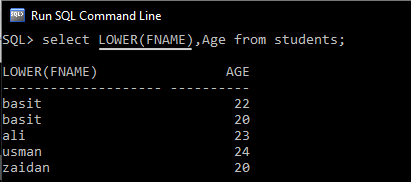 Run SQL Command Line
SQL> select LOWER(FNAME),Age from students;
LOWER(FNAME)                AGE
-------------------- ----------
basit                        22
basit                        20
ali                          23
usman                        24
zaidan                       20